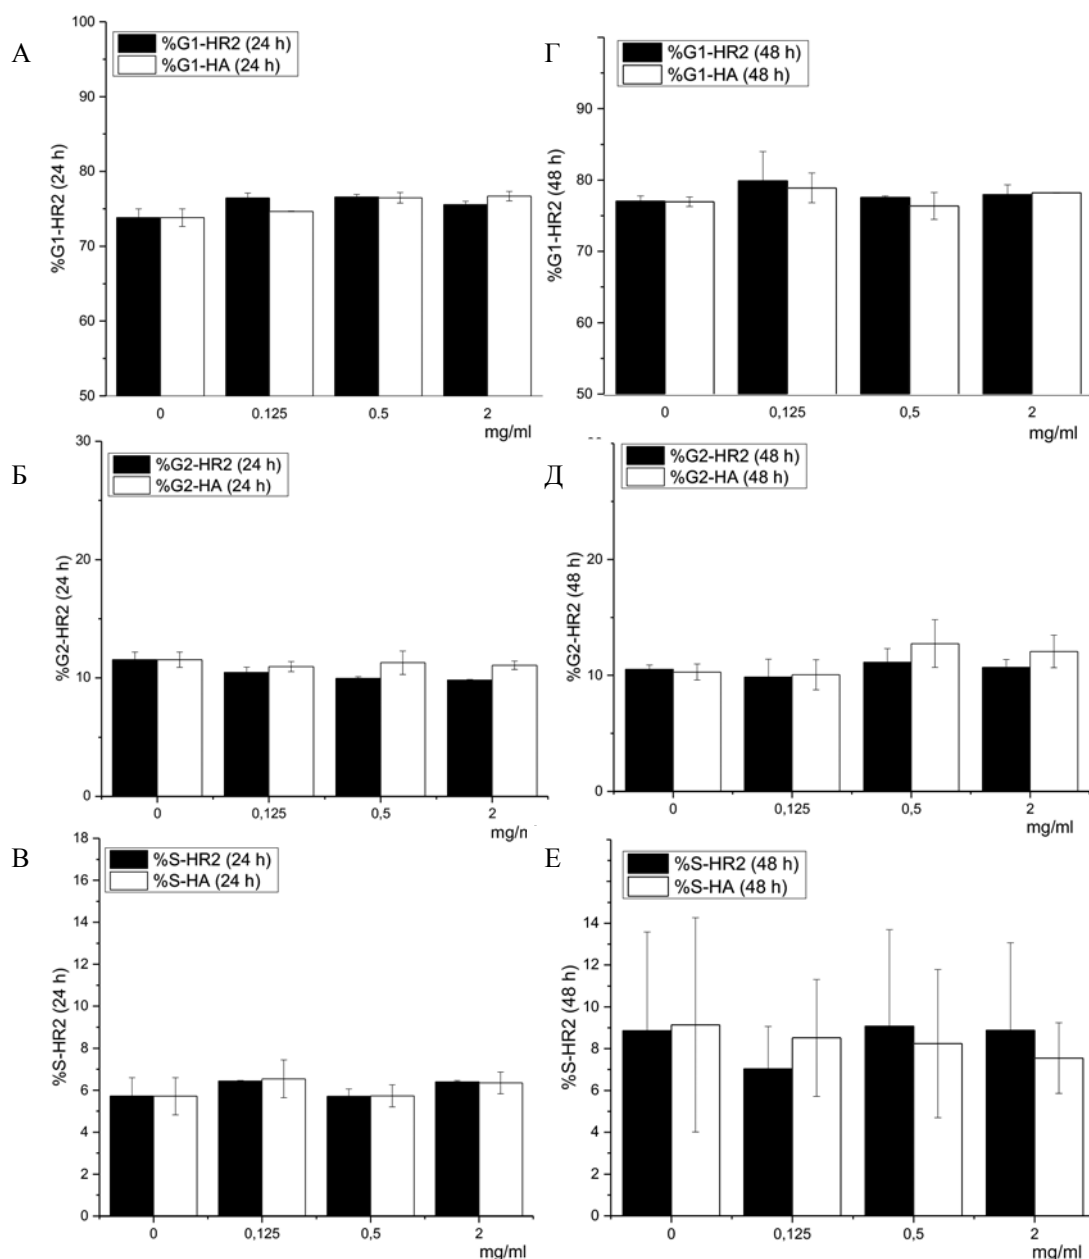 А
%G1-HR2 (24 h)
%G1-HA (24 h)
%G1-HR2 (24 h)
100
90
80
70
60
50
0
0.125
0.5
2
mg/ml
Г
%G1-HR2 (48 h)
%G1-HA (48 h)
%G1-HR2 (48 h)
90
80
70
60
50
0
0,125
0,5
2
mg/ml
Б
%G2-HR2 (24 h)
%G2-HA (24 h)
%G2-HR2 (24 h)
30
20
10
0
0
0,125
0,5
2
Д
%G2-HR2 (48 h)
%G2-HA (48 h)
%G2-HR2 (48 h)
20
10
0
0
0,125
0,5
2
mg/ml
В
%S-HR2 (24 h)
%S-HA (24 h)
%S-HR2 (24 h)
18
16
14
12
10
8
6
4
2
0
0
0,125
0,5
2
mg/ml
Е
%S-HR2 (48 h)
%S-HA (48 h)
%S-HR2 (48 h)
14
12
10
8
6
4
2
0
0
0,125
0,5
2
mg/ml